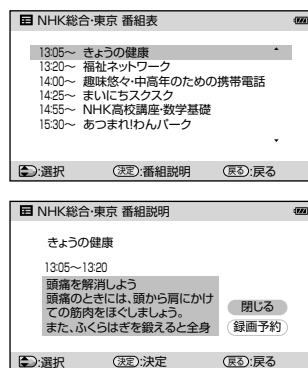 NHK総合・東京 番組表
13:05～ きょうの健康
13:20～ 福祉ネットワーク
14:00～ 趣味悠々・中高年のための携帯電話
14:25～ まいにちスクスク
14:55～ NHK高校講座・数学基礎
15:30～ あつまれ!わんパーク
:選択 決定:番組説明 戻る:戻る
NHK総合・東京 番組説明
きょうの健康
13:05～13:20
頭痛を解消しよう
頭痛のときには、頭から肩にかけ
ての筋肉をほぐしましょう。
また、ふくらはぎを鍛えると全身
閉じる
録画予約
:選択 決定:決定 戻る:戻る